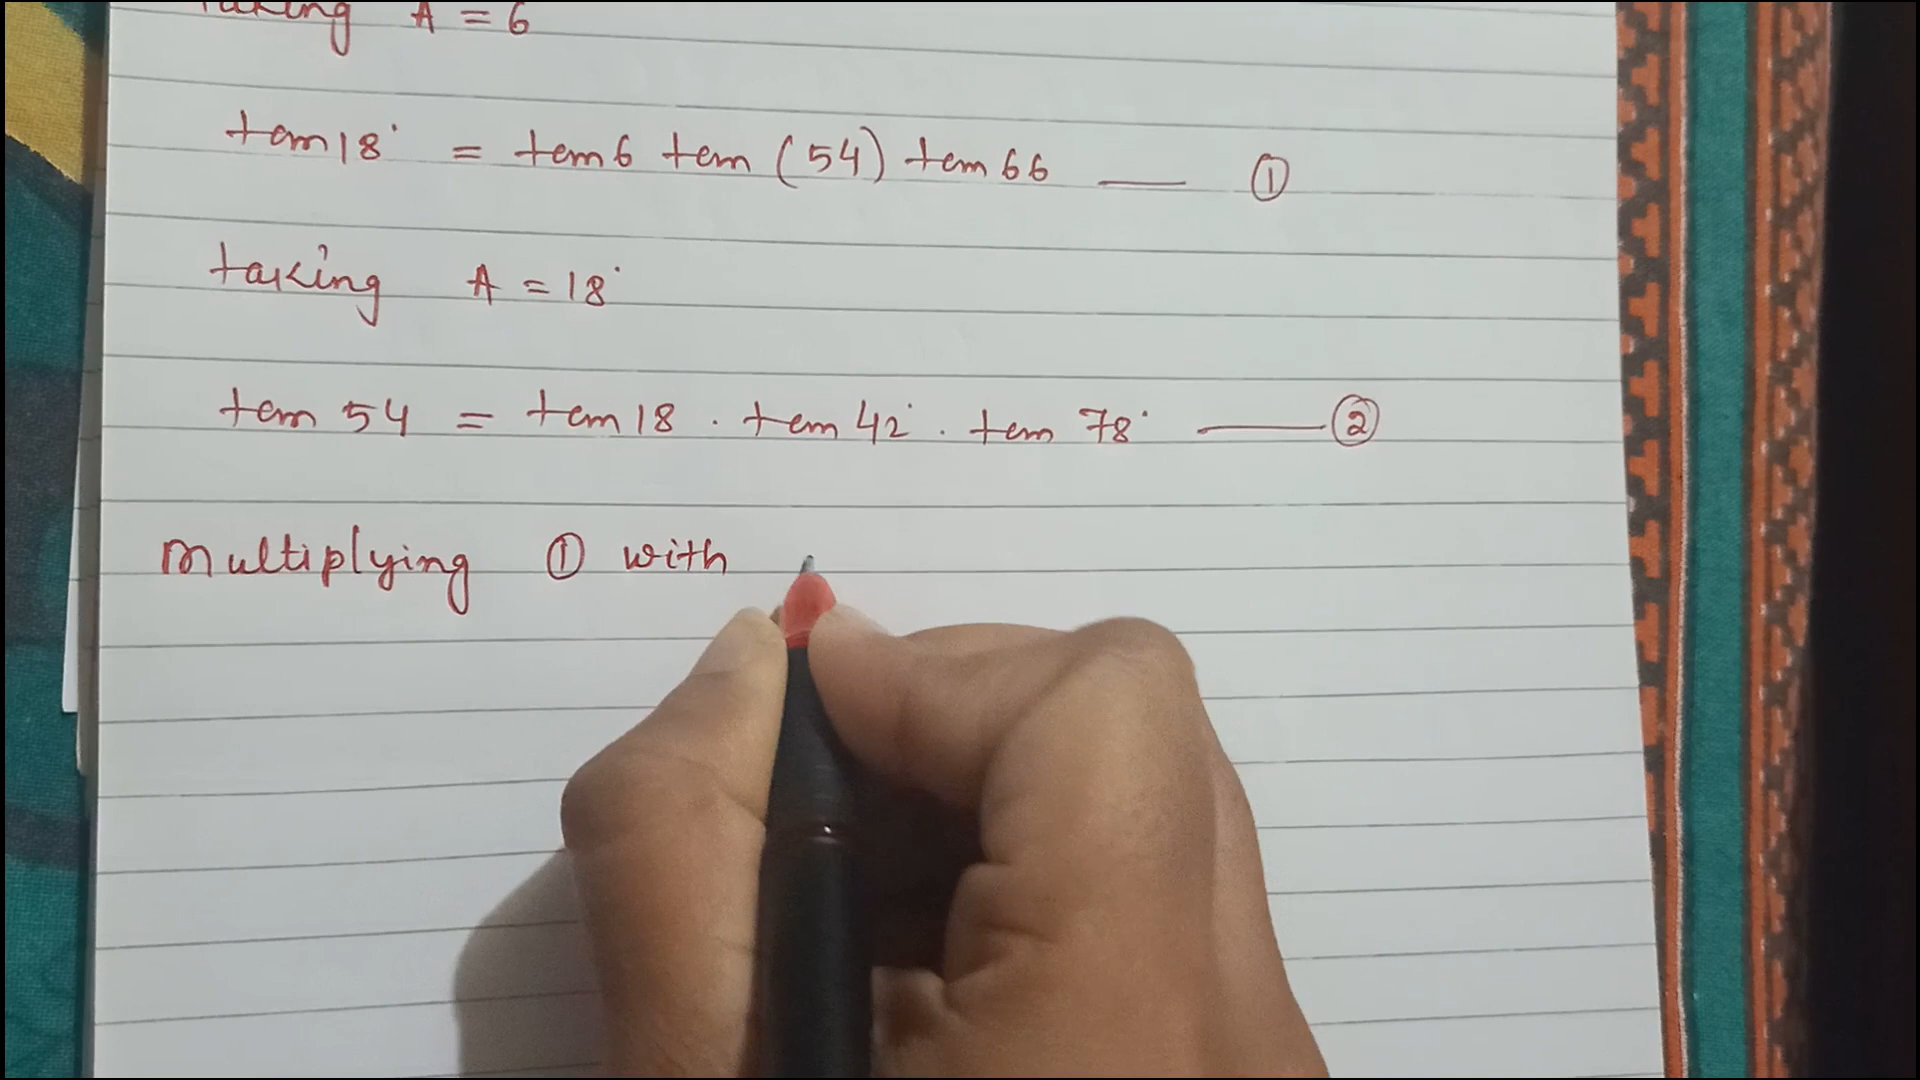 taking A = 6
tan 18° = tan 6 tan (54) tan 66 — ①
taking A = 18°
tan 54 = tan 18 . tan 42° . tan 78° — ②
Multiplying ① with